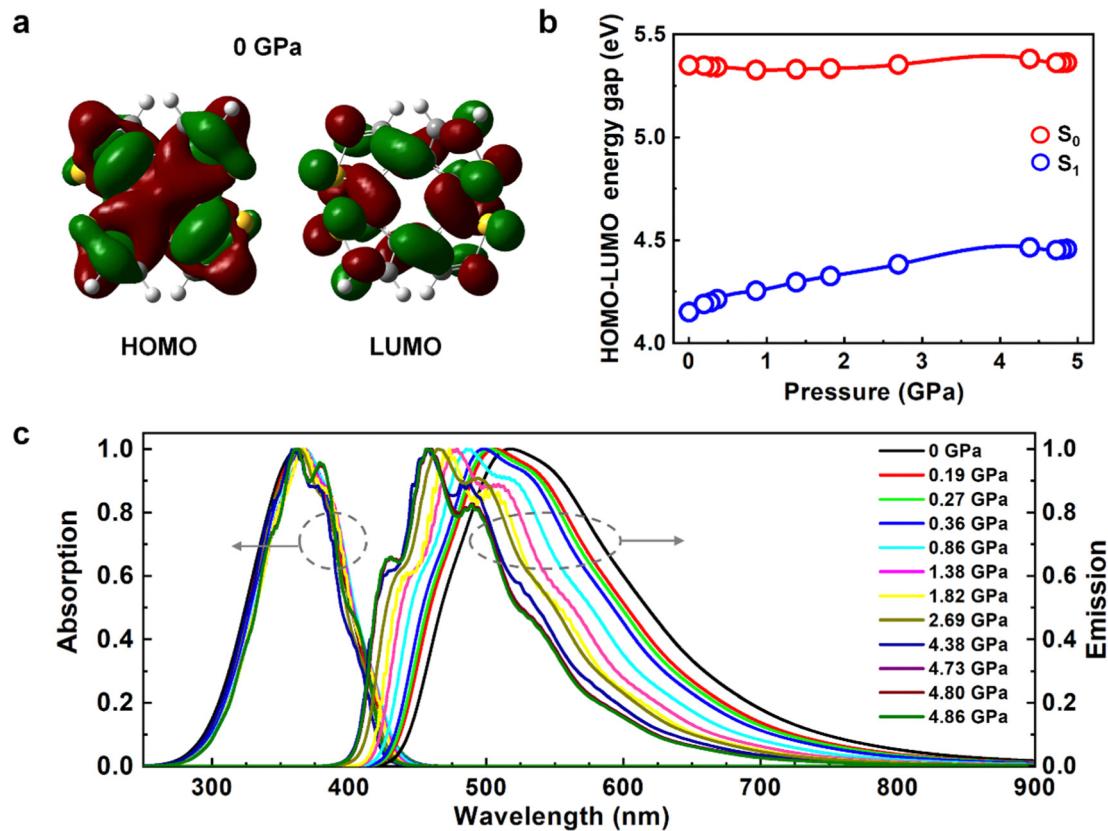 a
0 GPa
HOMO
LUMO
b
HOMO-LUMO energy gap (eV)
5.5
5.0
4.5
4.0
S0
S1
0 1 2 3 4 5
Pressure (GPa)
c
Absorption
1.0
0.8
0.6
0.4
0.2
0.0
1.0
0.8
0.6
0.4
0.2
0.0
Emission
0 GPa
0.19 GPa
0.27 GPa
0.36 GPa
0.86 GPa
1.38 GPa
1.82 GPa
2.69 GPa
4.38 GPa
4.73 GPa
4.80 GPa
4.86 GPa
300 400 500 600 700 800 900
Wavelength (nm)